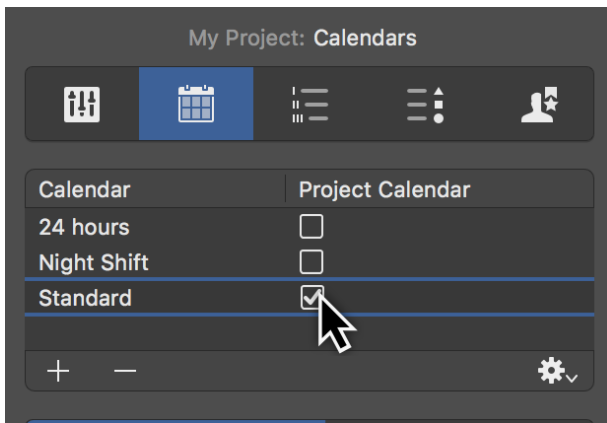 My Project: Calendars
Calendar Project Calendar
24 hours
Night Shift
Standard